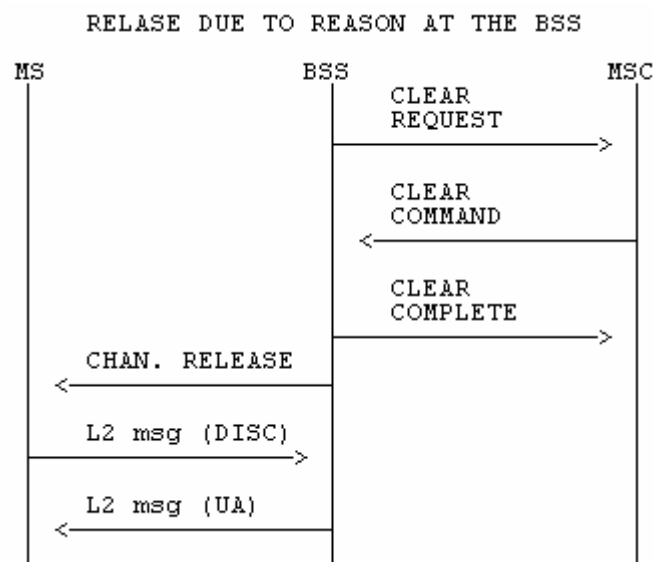 RELASE DUE TO REASON AT THE BSS
MS BSS MSC
CLEAR
REQUEST
CLEAR
COMMAND
CLEAR
COMPLETE
CHAN. RELEASE
L2 msg (DISC)
L2 msg (UA)